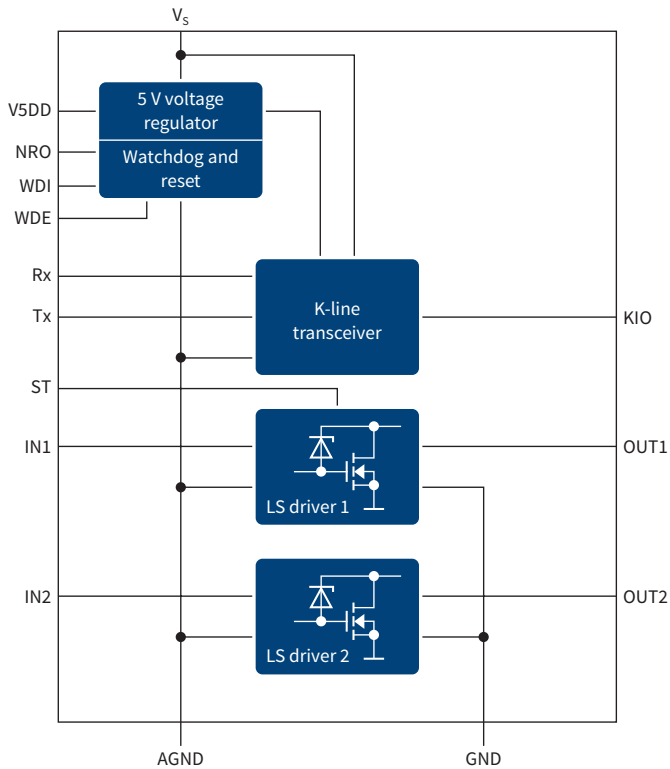 Vs
V5DD
5 V voltage
regulator
NRO
Watchdog and
reset
WDI
WDE
Rx
Tx
K-line
transceiver
KIO
ST
IN1
OUT1
LS driver 1
IN2
OUT2
LS driver 2
AGND
GND